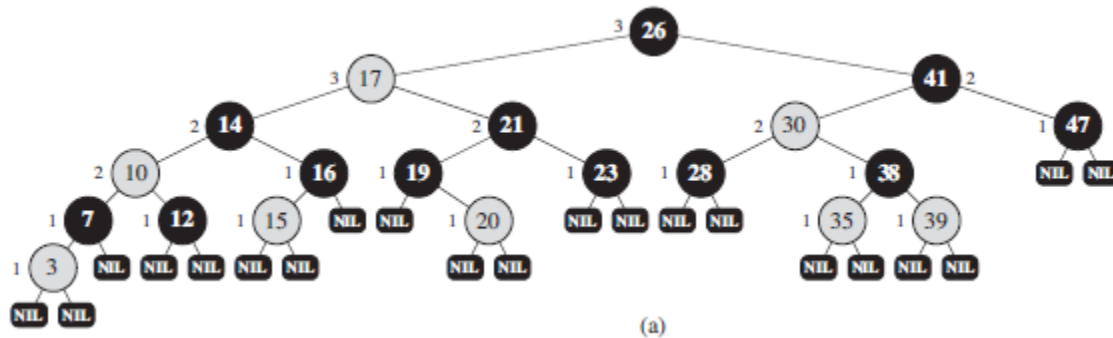 3 26
3 17 41 2
2 14 2 21 2 30 1 47
2 10 1 16 1 19 1 23 1 28 1 38 NIL NIL
1 7 1 12 1 15 NIL NIL 1 20 NIL NIL NIL NIL 1 35 1 39
1 3 NIL NIL NIL NIL NIL NIL NIL NIL NIL NIL NIL
NIL NIL
(a)